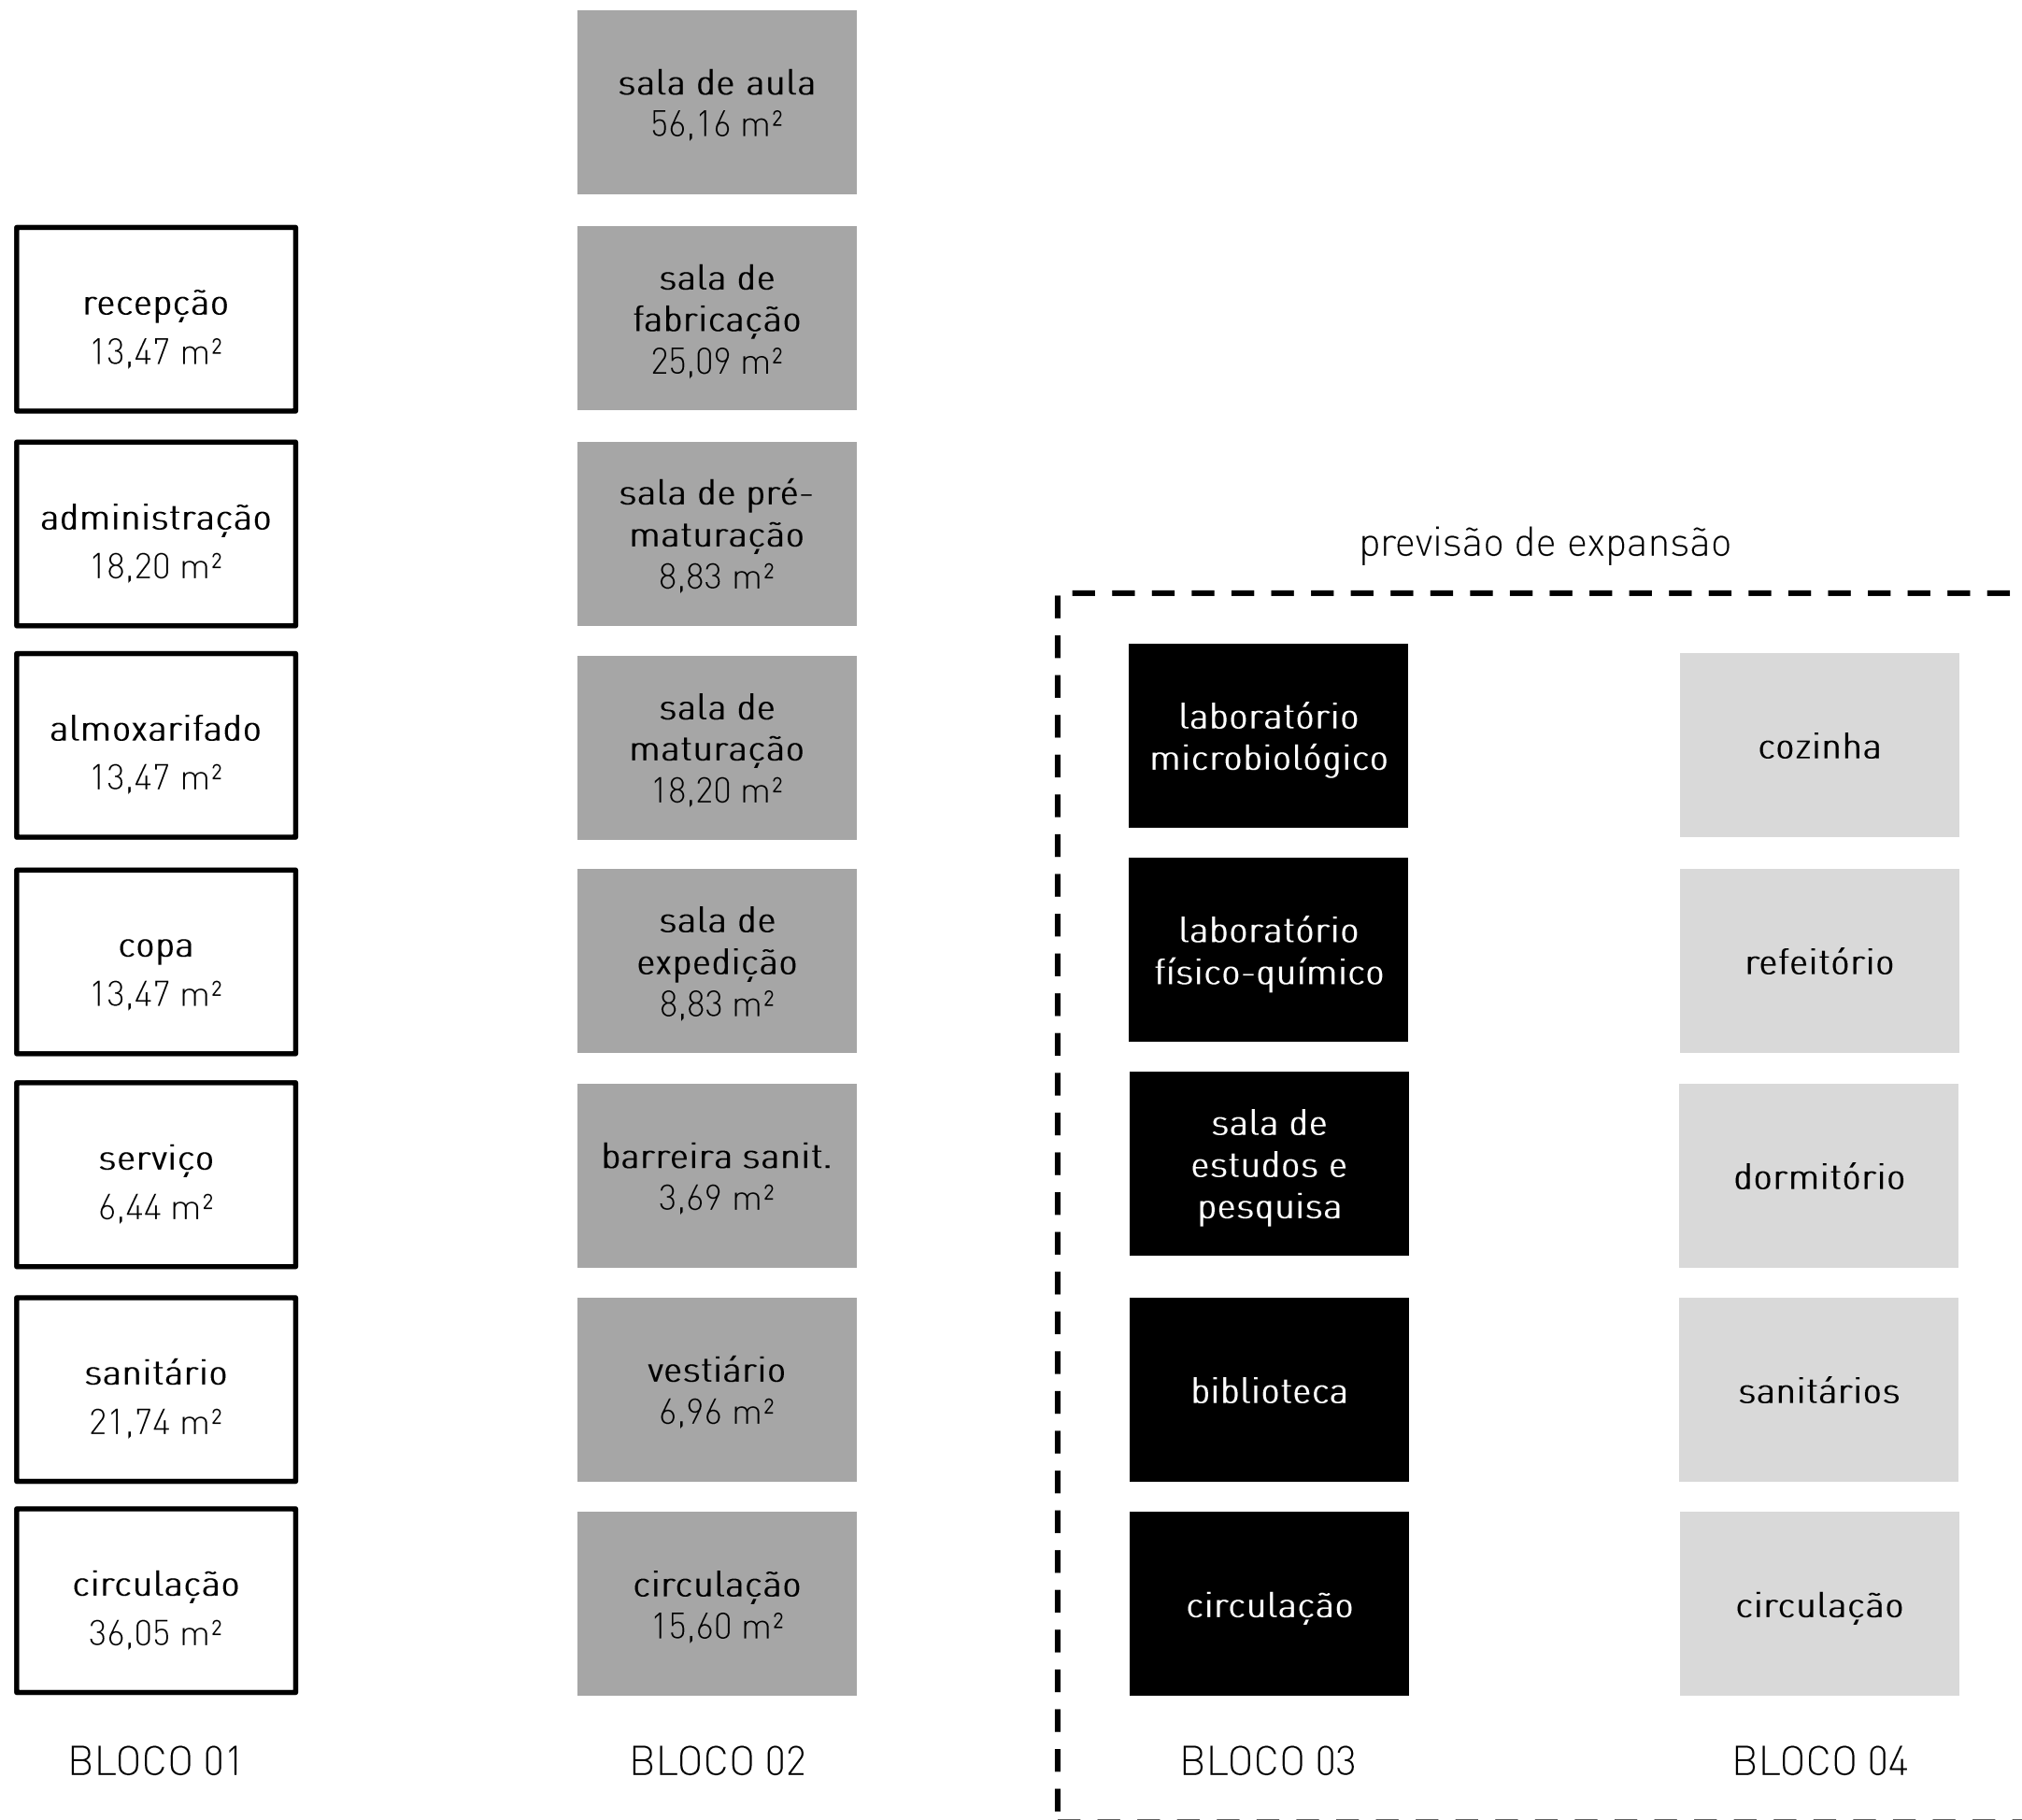 recepção
13,47 m²
administração
18,20 m²
almoxarifado
13,47 m²
copa
13,47 m²
serviço
6,44 m²
sanitário
21,74 m²
circulação
36,05 m²
BLOCO 01
sala de aula
56,16 m²
sala de
fabricação
25,09 m²
sala de pré-
maturação
8,83 m²
sala de
maturação
18,20 m²
sala de
expedição
8,83 m²
barreira sanit.
3,69 m²
vestiário
6,96 m²
circulação
15,60 m²
BLOCO 02
previsão de expansão
laboratório
microbiológico
laboratório
físico-químico
sala de
estudos e
pesquisa
biblioteca
circulação
BLOCO 03
cozinha
refeitório
dormitório
sanitários
circulação
BLOCO 04